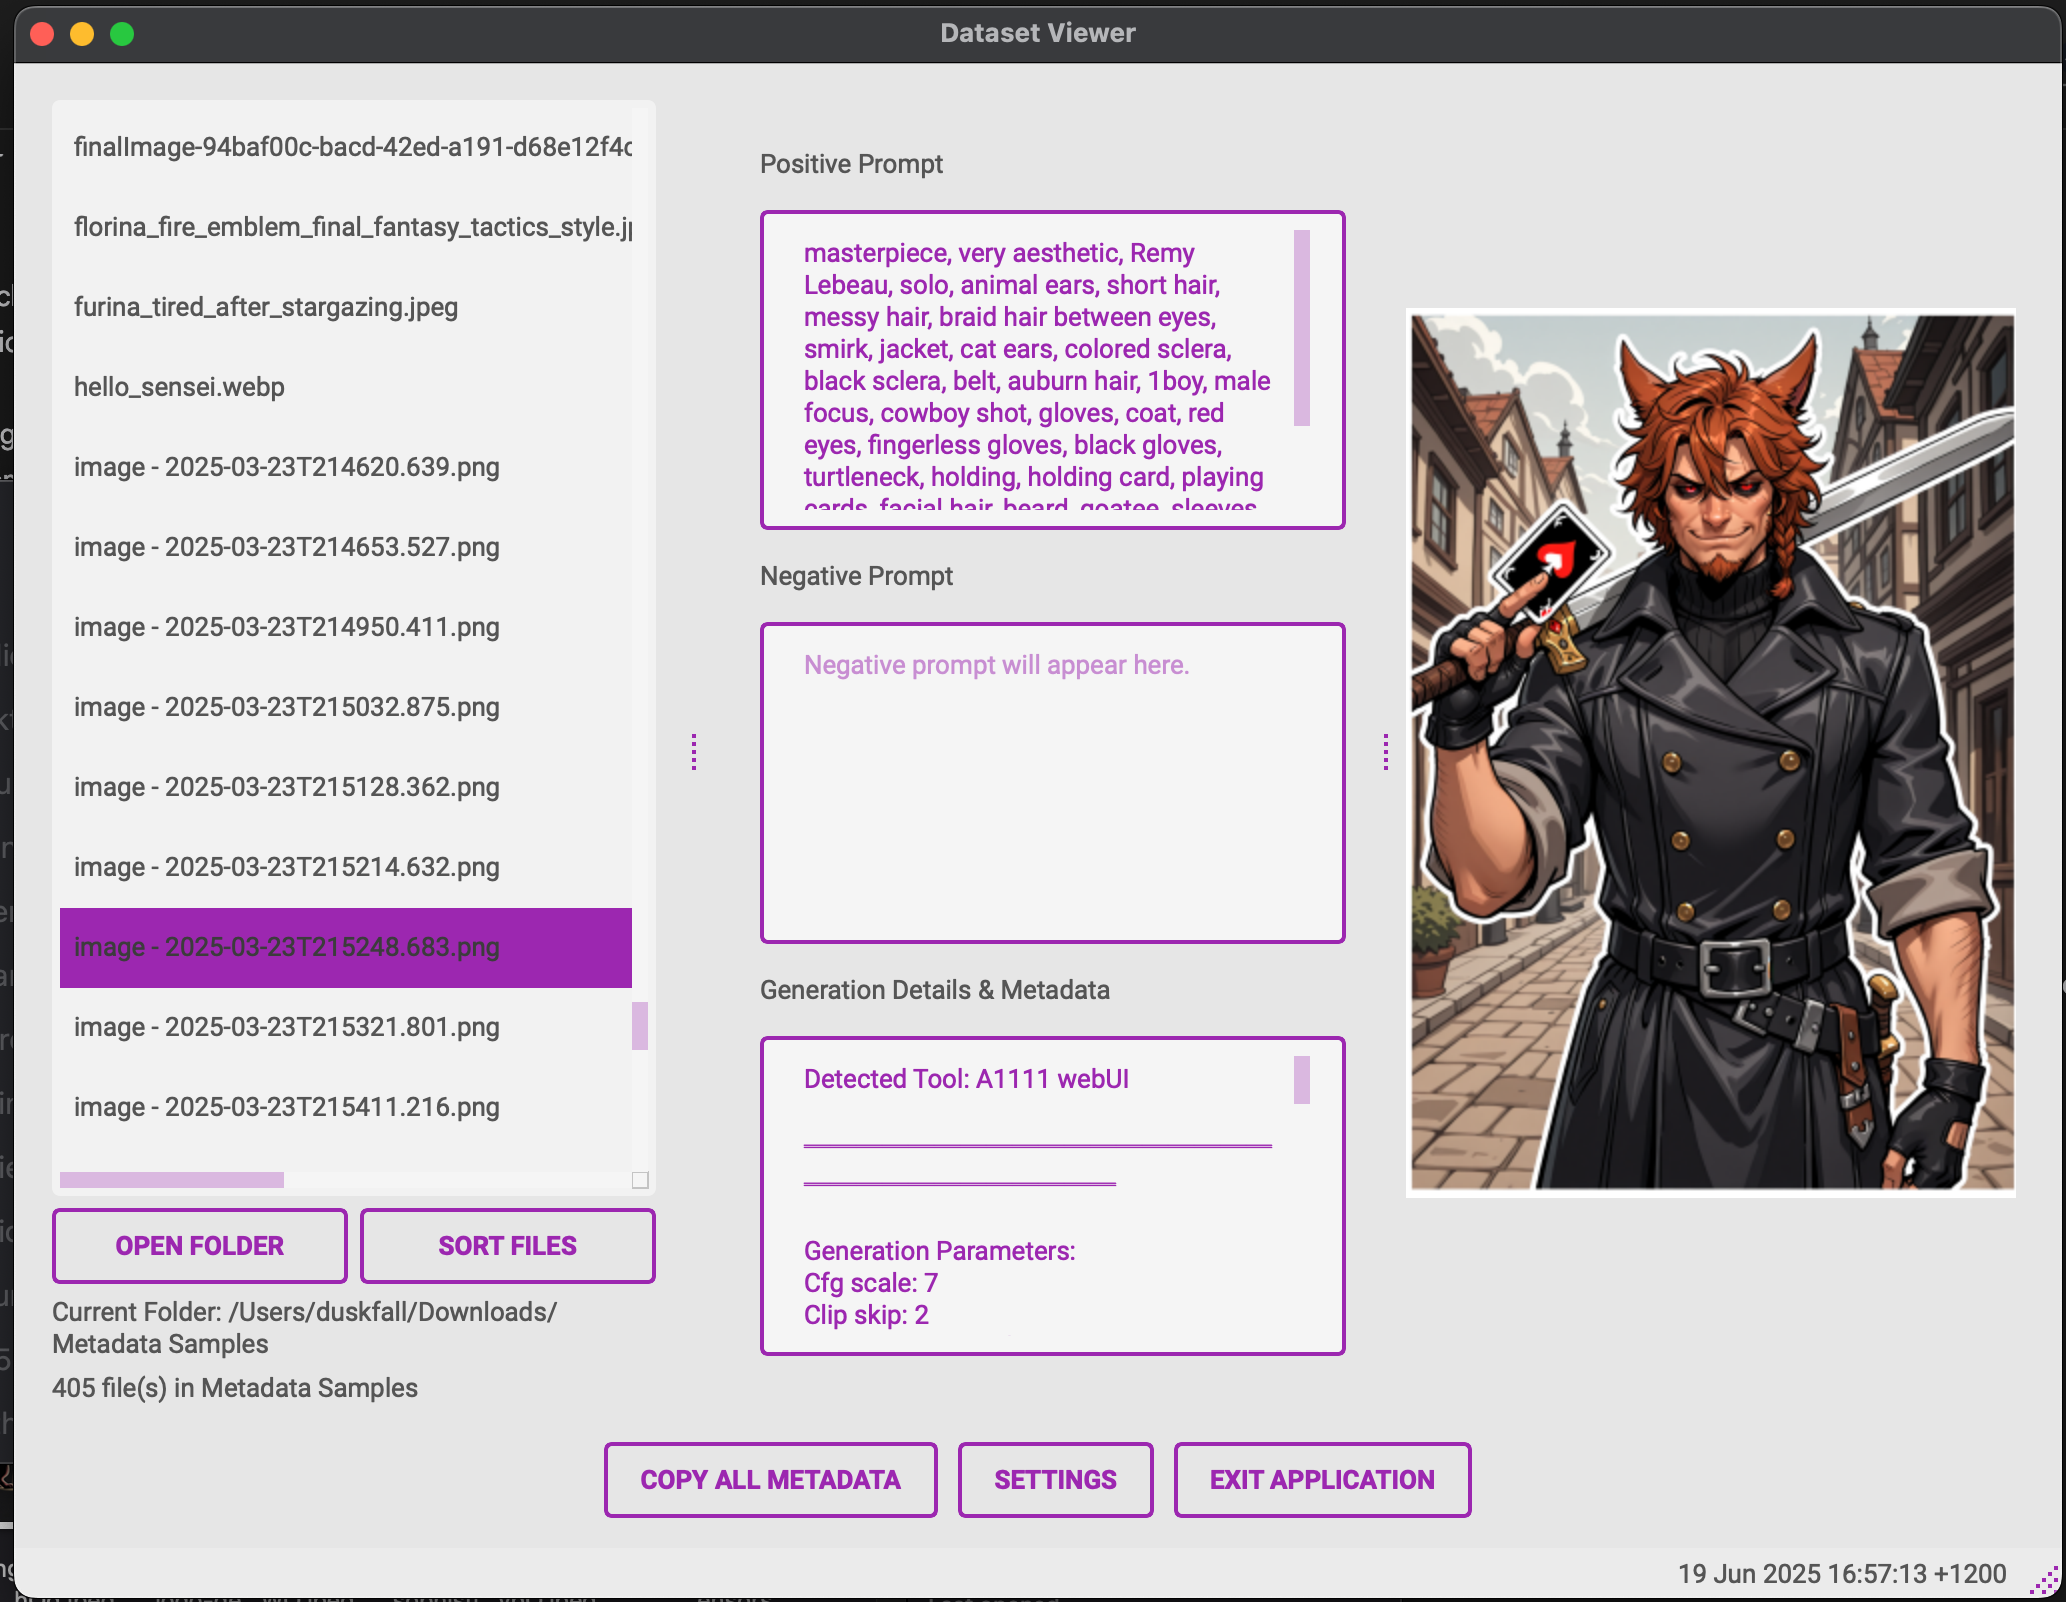 Dataset Viewer
finalImage-94baf00c-bacd-42ed-a191-d68e12f4c
florina_fire_emblem_final_fantasy_tactics_style.jp
furina_tired_after_stargazing.jpeg
hello_sensei.webp
image - 2025-03-23T214620.639.png
image - 2025-03-23T214653.527.png
image - 2025-03-23T214950.411.png
image - 2025-03-23T215032.875.png
image - 2025-03-23T215128.362.png
image - 2025-03-23T215214.632.png
image - 2025-03-23T215248.683.png
image - 2025-03-23T215321.801.png
image - 2025-03-23T215411.216.png
OPEN FOLDER
SORT FILES
Current Folder: /Users/duskfall/Downloads/
Metadata Samples
405 file(s) in Metadata Samples
Positive Prompt
masterpiece, very aesthetic, Remy
Lebeau, solo, animal ears, short hair,
messy hair, braid hair between eyes,
smirk, jacket, cat ears, colored sclera,
black sclera, belt, auburn hair, 1boy, male
focus, cowboy shot, gloves, coat, red
eyes, fingerless gloves, black gloves,
turtleneck, holding, holding card, playing
cards, facial hair, beard, goatee, sleeves
Negative Prompt
Negative prompt will appear here.
Generation Details & Metadata
Detected Tool: A1111 webUI
Generation Parameters:
Cfg scale: 7
Clip skip: 2
COPY ALL METADATA
SETTINGS
EXIT APPLICATION
19 Jun 2025 16:57:13 +1200